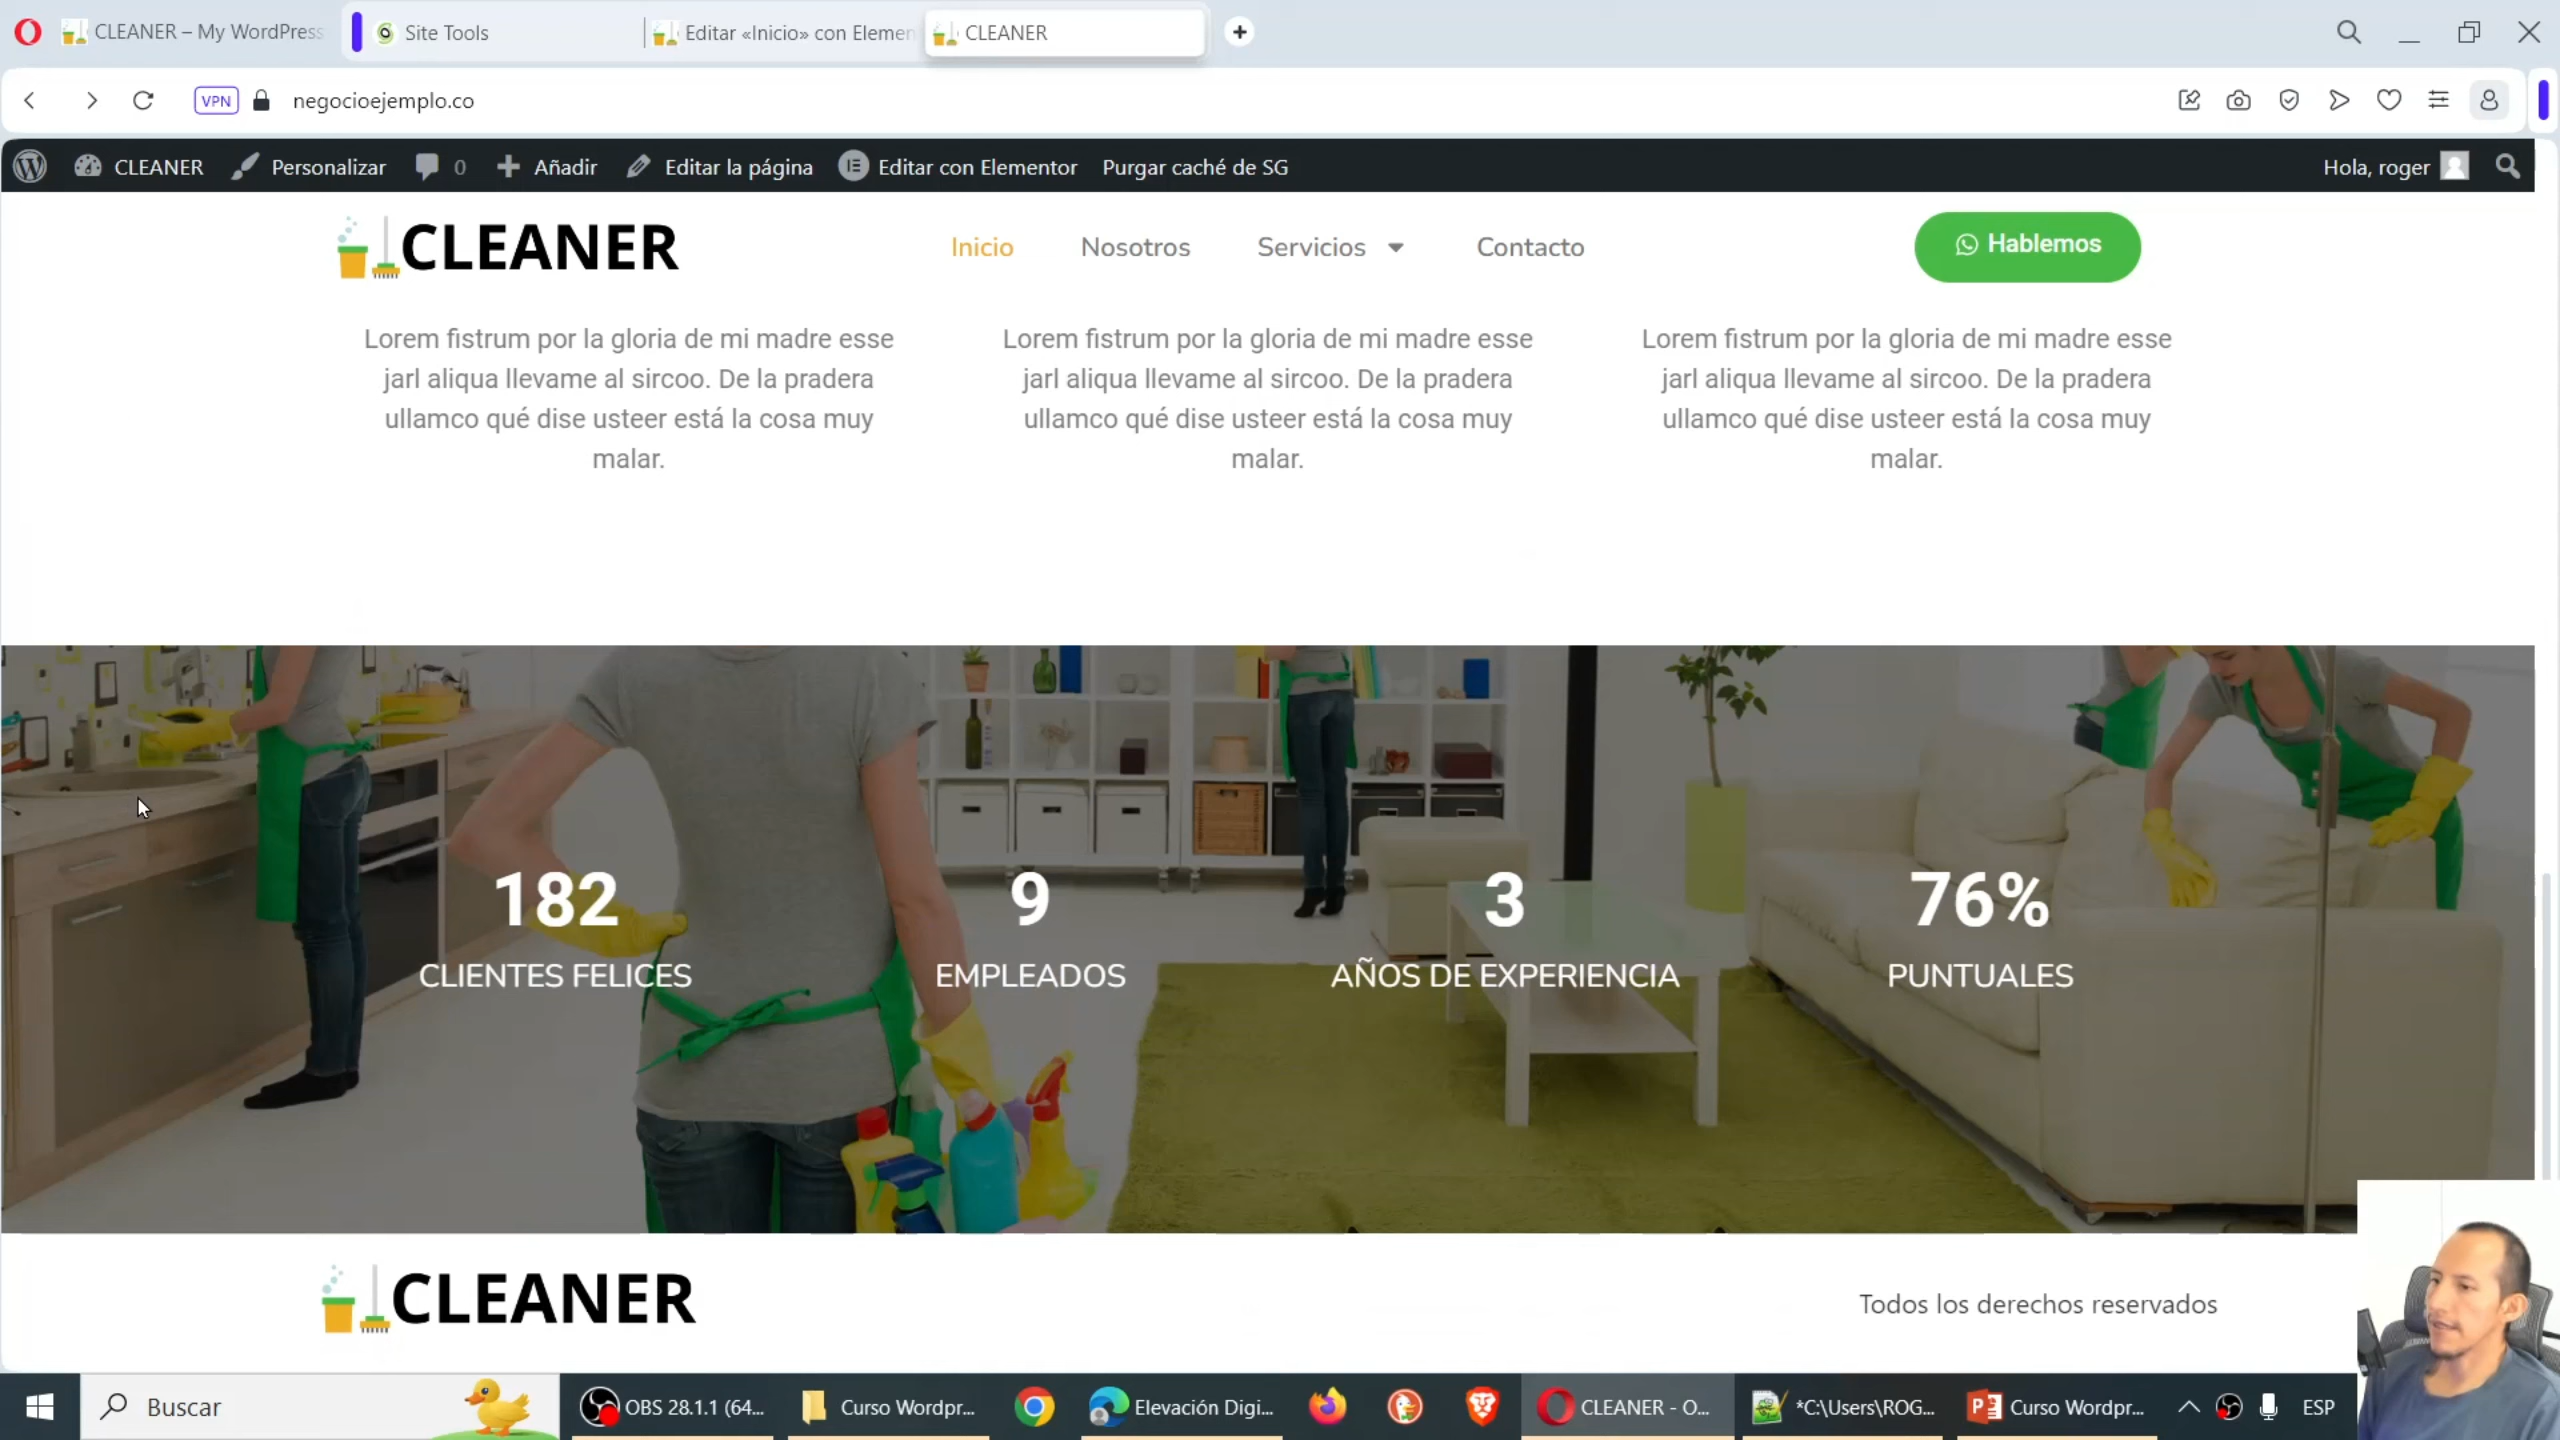 CLEANER – My WordPress
Site Tools
Editar «Inicio» con Elemen
CLEANER
VPN
negocioejemplo.co
CLEANER
Personalizar
0
Añadir
Editar la página
Editar con Elementor
Purgar caché de SG
Hola, roger
CLEANER
Inicio
Nosotros
Servicios
Contacto
Hablemos
Lorem fistrum por la gloria de mi madre esse
jarl aliqua llevame al sircoo. De la pradera
ullamco qué dise usteer está la cosa muy
malar.
Lorem fistrum por la gloria de mi madre esse
jarl aliqua llevame al sircoo. De la pradera
ullamco qué dise usteer está la cosa muy
malar.
Lorem fistrum por la gloria de mi madre esse
jarl aliqua llevame al sircoo. De la pradera
ullamco qué dise usteer está la cosa muy
malar.
182
CLIENTES FELICES
9
EMPLEADOS
3
AÑOS DE EXPERIENCIA
76%
PUNTUALES
CLEANER
Todos los derechos reservados
Buscar
OBS 28.1.1 (64...
Curso Wordpr...
Elevación Digi...
CLEANER - O...
*C:\Users\ROG...
Curso Wordpr...
ESP